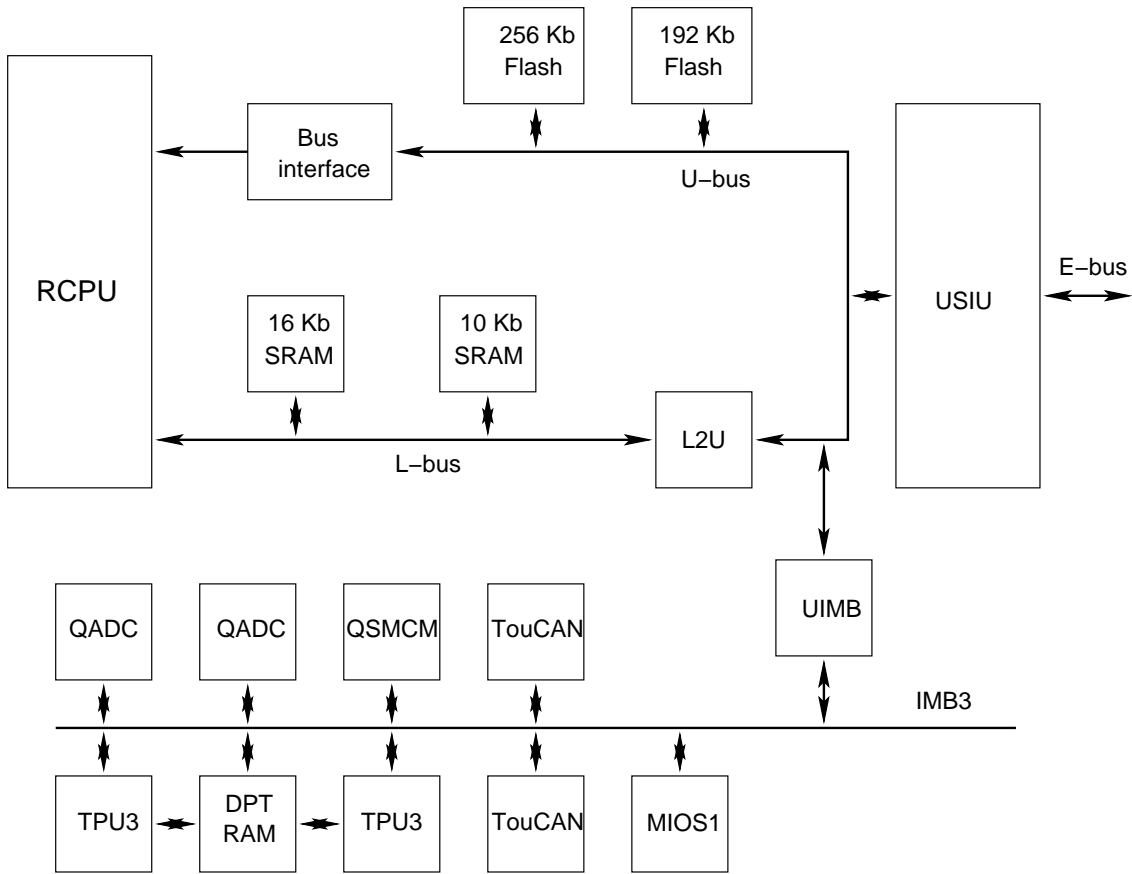 256 Kb
Flash
192 Kb
Flash
Bus
interface
U−bus
RCPU
E−bus
USIU
16 Kb
SRAM
10 Kb
SRAM
L2U
L−bus
UIMB
QADC
QADC
QSMCM
TouCAN
IMB3
TPU3
DPT
RAM
TPU3
TouCAN
MIOS1